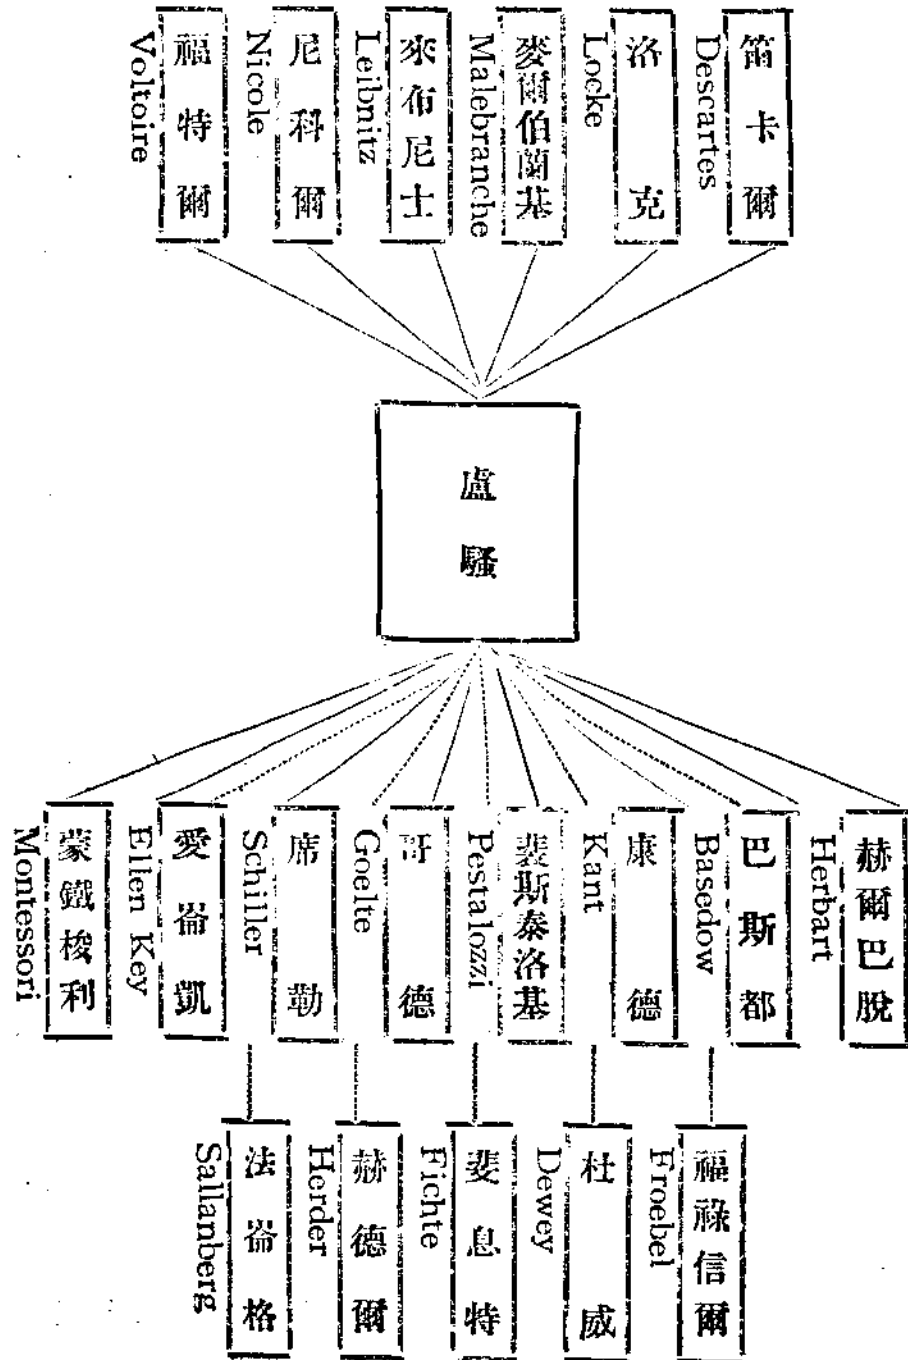 笛卡爾
Descartes
洛克
Locke
麥爾伯蘭基
Malebranche
來布尼士
Leibnitz
尼科爾
Nicole
福特爾
Voltoire
盧騷
赫爾巴脫
Herbart
巴斯都
Basedow
康德
Kant
裴斯泰洛基
Pestalozzi
哥德
Goelte
席勒
Schiller
愛崙凱
Ellen Key
蒙鐵梭利
Montessori
福祿信爾
Froebel
杜威
Dewey
斐息特
Fichte
赫德爾
Herder
法崙格
Sallanberg